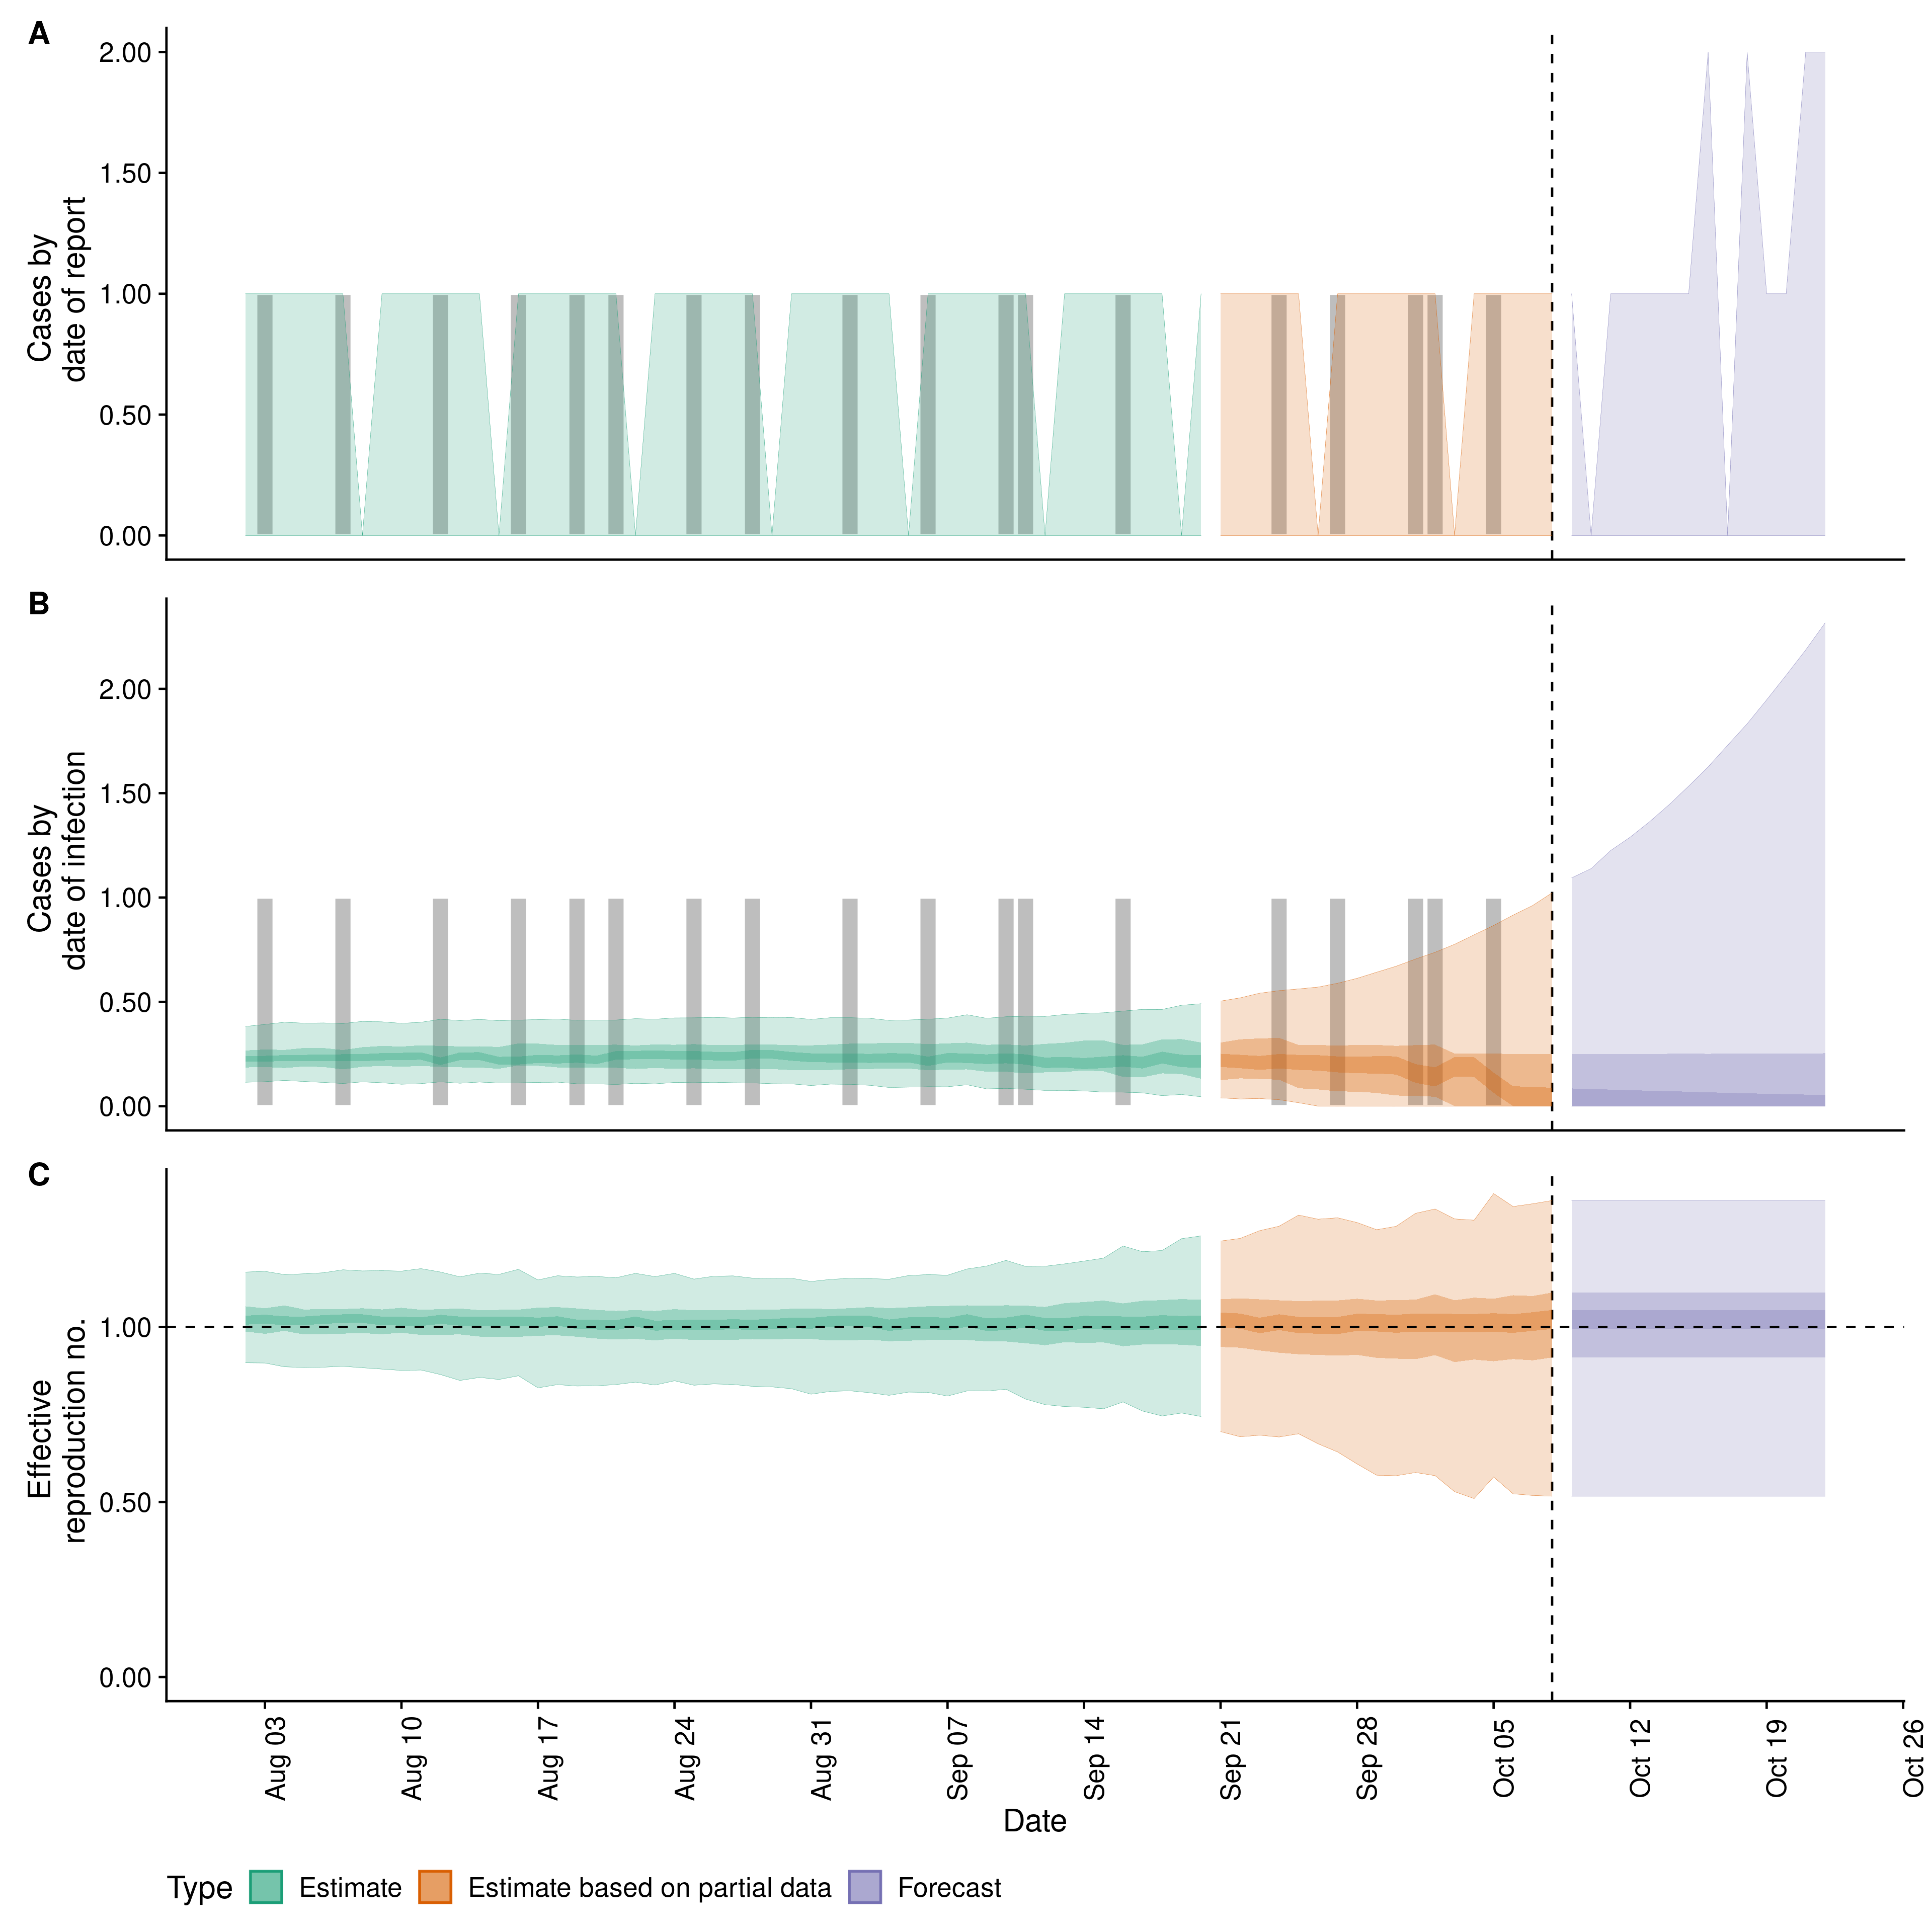 A
Cases by
date of report
2.00
1.50
1.00
0.50
0.00
B
Cases by
date of infection
2.00
1.50
1.00
0.50
0.00
C
Effective
reproduction no.
1.00
0.50
0.00
Aug 03
Aug 10
Aug 17
Aug 24
Aug 31
Sep 07
Sep 14
Sep 21
Sep 28
Oct 05
Oct 12
Oct 19
Oct 26
Date
Type Estimate Estimate based on partial data Forecast